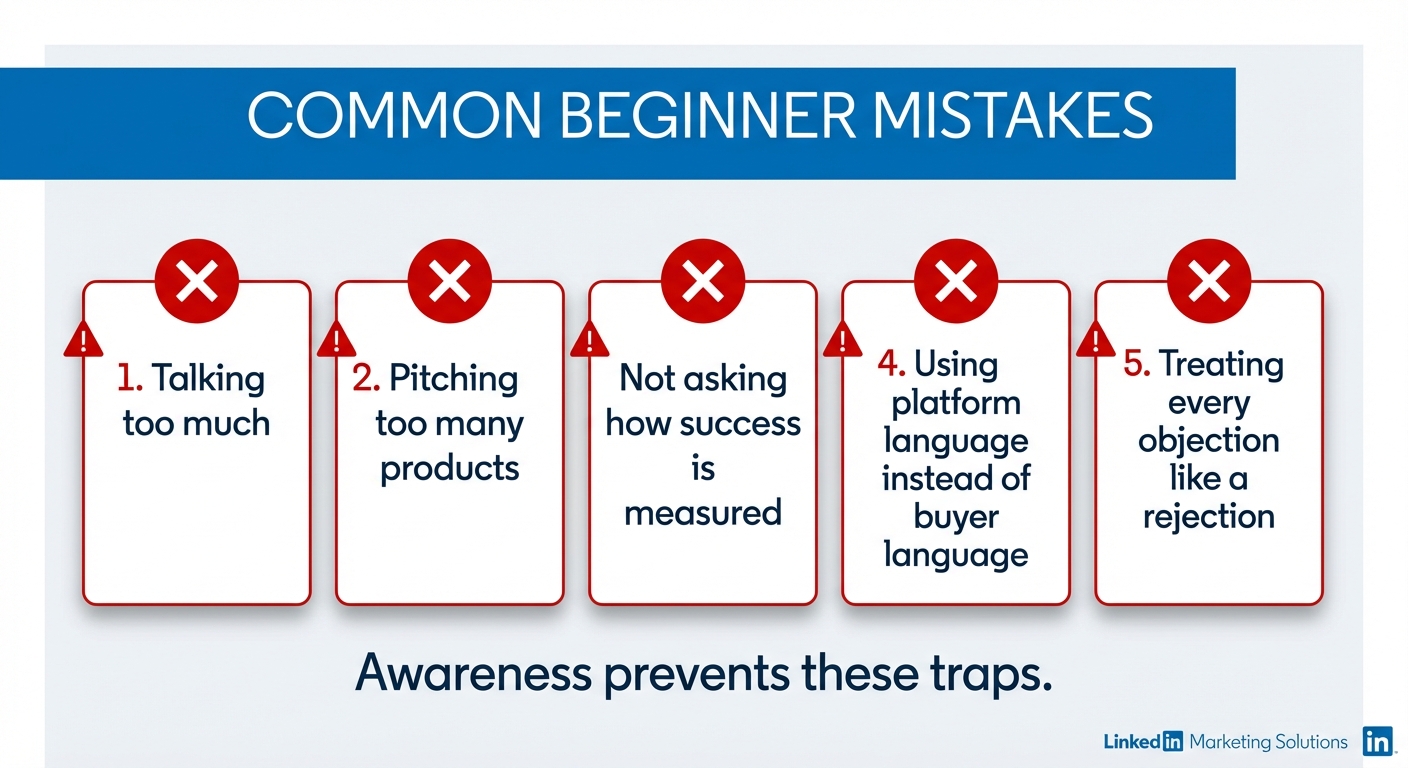 COMMON BEGINNER MISTAKES
1. Talking
too much
2. Pitching
too many
products
Not asking
how success
is
measured
4. Using
platform
language
instead of
buyer
language
5. Treating
every
objection
like a
rejection
Awareness prevents these traps.
Linked in Marketing Solutions
in